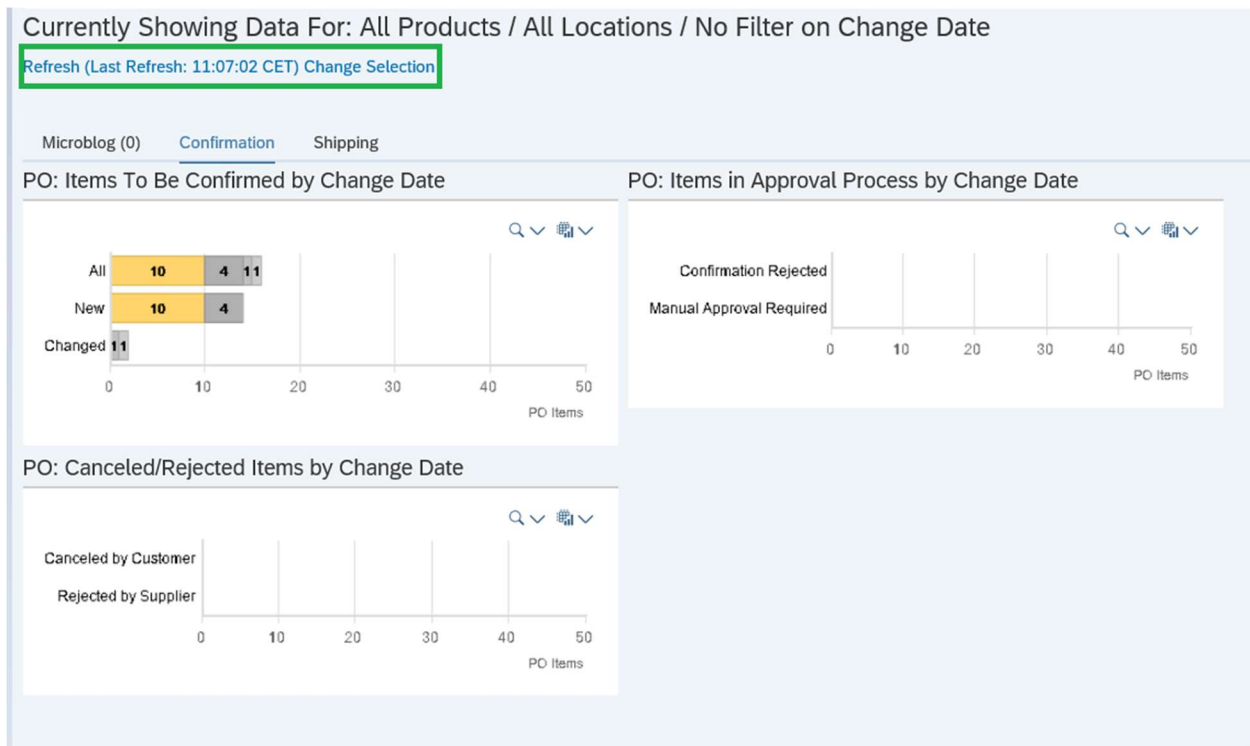 Currently Showing Data For: All Products / All Locations / No Filter on Change Date
Refresh (Last Refresh: 11:07:02 CET) Change Selection
Microblog (0) Confirmation Shipping
PO: Items To Be Confirmed by Change Date
All 10 4 1 1
New 10 4
Changed 1 1
0 10 20 30 40 50
PO Items
PO: Items in Approval Process by Change Date
Confirmation Rejected
Manual Approval Required
0 10 20 30 40 50
PO Items
PO: Canceled/Rejected Items by Change Date
Canceled by Customer
Rejected by Supplier
0 10 20 30 40 50
PO Items